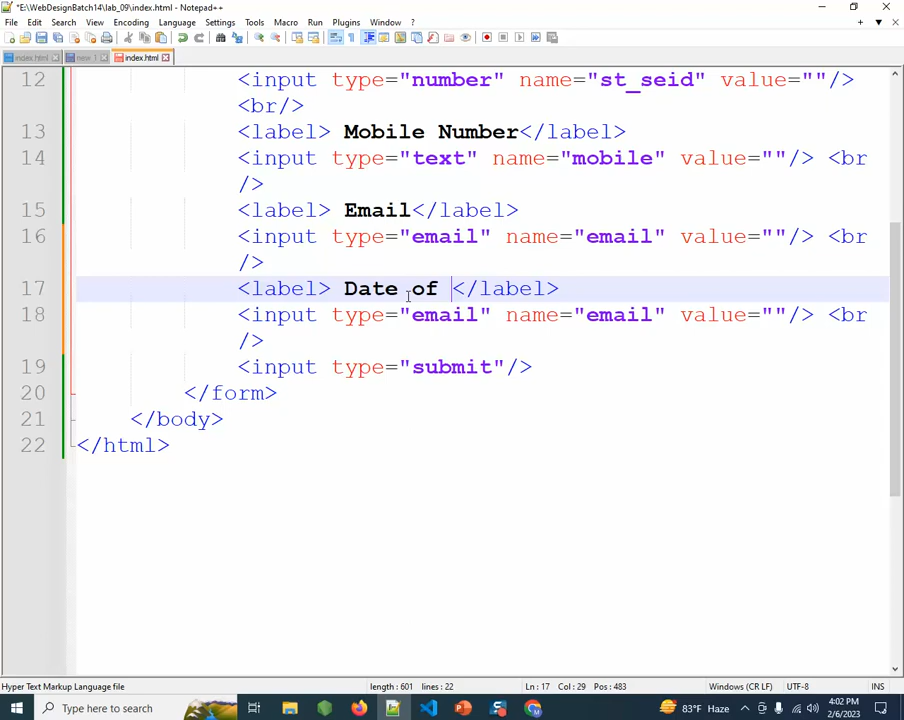 *E:\WebDesignBatch14\lab_09\index.html - Notepad++
File Edit Search View Encoding Language Settings Tools Macro Run Plugins Window ?
index.html new 1 index.html
12 <input type="number" name="st_seid" value=""/>
<br/>
13 <label> Mobile Number</label>
14 <input type="text" name="mobile" value=""/> <br
/>
15 <label> Email</label>
16 <input type="email" name="email" value=""/> <br
/>
17 <label> Date of </label>
18 <input type="email" name="email" value=""/> <br
/>
19 <input type="submit"/>
20 </form>
21 </body>
22 </html>
Hyper Text Markup Language file length : 601 lines : 22 Ln : 17 Col : 29 Pos : 483 Windows (CR LF) UTF-8 INS
Type here to search 83°F Haze 4:02 PM
2/6/2023